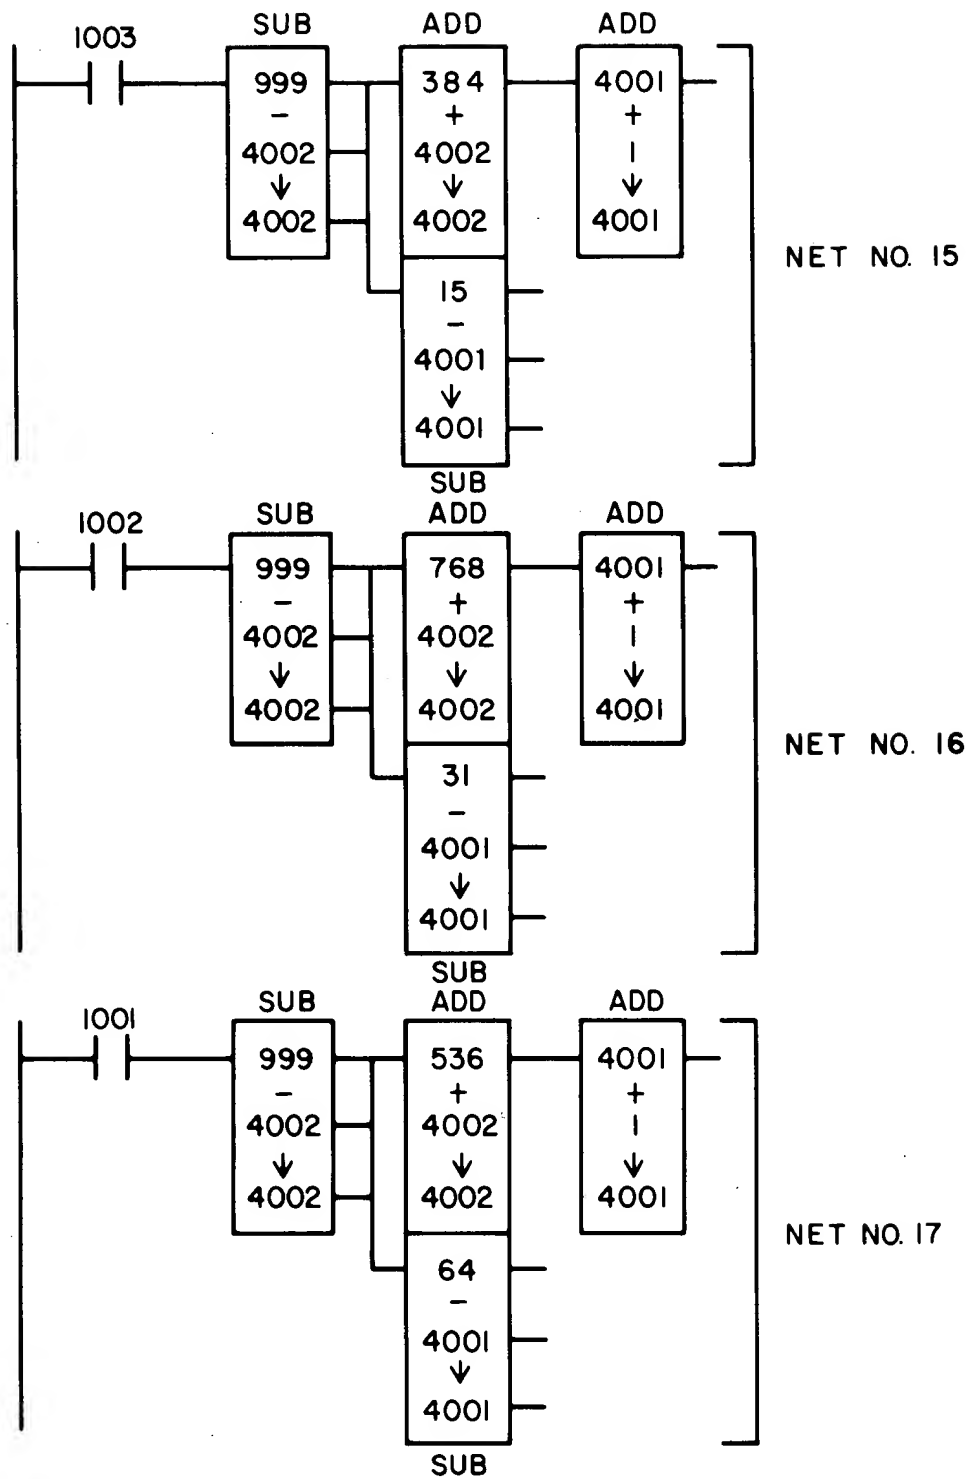 1003
SUB ADD ADD
999 384 4001
- + +
4002 4002 1
↓ ↓ ↓
4002 4002 4001
NET NO. 15
15
-
4001
↓
4001
SUB
1002
SUB ADD ADD
999 768 4001
- + +
4002 4002 1
↓ ↓ ↓
4002 4002 4001
NET NO. 16
31
-
4001
↓
4001
SUB
1001
SUB ADD ADD
999 536 4001
- + +
4002 4002 1
↓ ↓ ↓
4002 4002 4001
NET NO. 17
64
-
4001
↓
4001
SUB